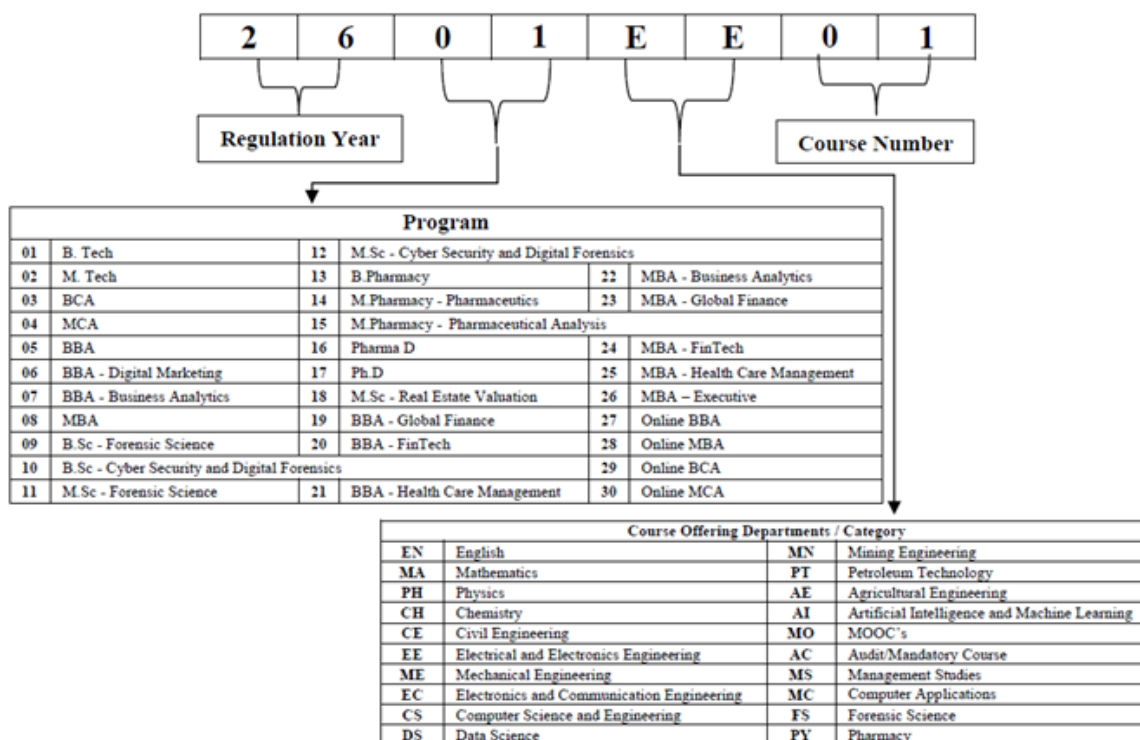 2 6 0 1 E E 0 1
Regulation Year
Course Number
Program
01 B. Tech 12 M.Sc - Cyber Security and Digital Forensics
02 M. Tech 13 B.Pharmacy 22 MBA - Business Analytics
03 BCA 14 M.Pharmacy - Pharmaceutics 23 MBA - Global Finance
04 MCA 15 M.Pharmacy - Pharmaceutical Analysis
05 BBA 16 Pharma D 24 MBA - FinTech
06 BBA - Digital Marketing 17 Ph.D 25 MBA - Health Care Management
07 BBA - Business Analytics 18 M.Sc - Real Estate Valuation 26 MBA – Executive
08 MBA 19 BBA - Global Finance 27 Online BBA
09 B.Sc - Forensic Science 20 BBA - FinTech 28 Online MBA
10 B.Sc - Cyber Security and Digital Forensics 29 Online BCA
11 M.Sc - Forensic Science 21 BBA - Health Care Management 30 Online MCA
Course Offering Departments / Category
EN English MN Mining Engineering
MA Mathematics PT Petroleum Technology
PH Physics AE Agricultural Engineering
CH Chemistry AI Artificial Intelligence and Machine Learning
CE Civil Engineering MO MOOC's
EE Electrical and Electronics Engineering AC Audit/Mandatory Course
ME Mechanical Engineering MS Management Studies
EC Electronics and Communication Engineering MC Computer Applications
CS Computer Science and Engineering FS Forensic Science
DS Data Science PY Pharmacy